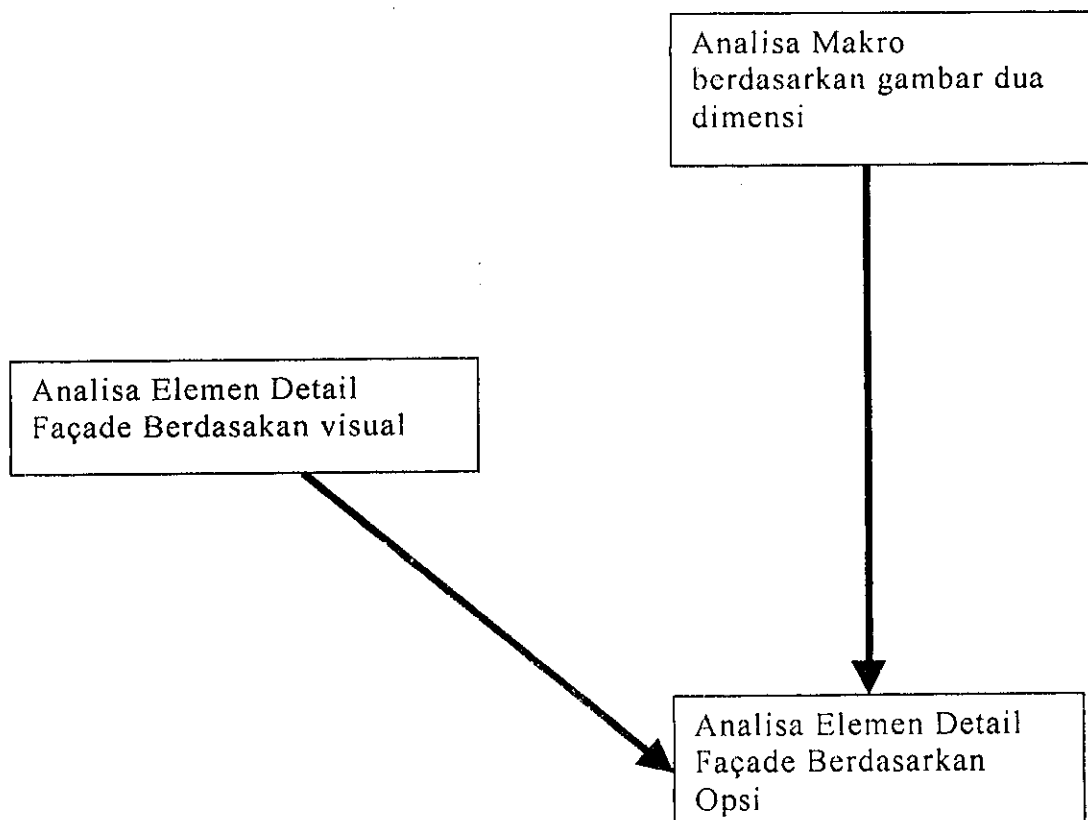 Analisa Makro
berdasarkan gambar dua
dimensi
Analisa Elemen Detail
Façade Berdasakan visual
Analisa Elemen Detail
Façade Berdasarkan
Opsi